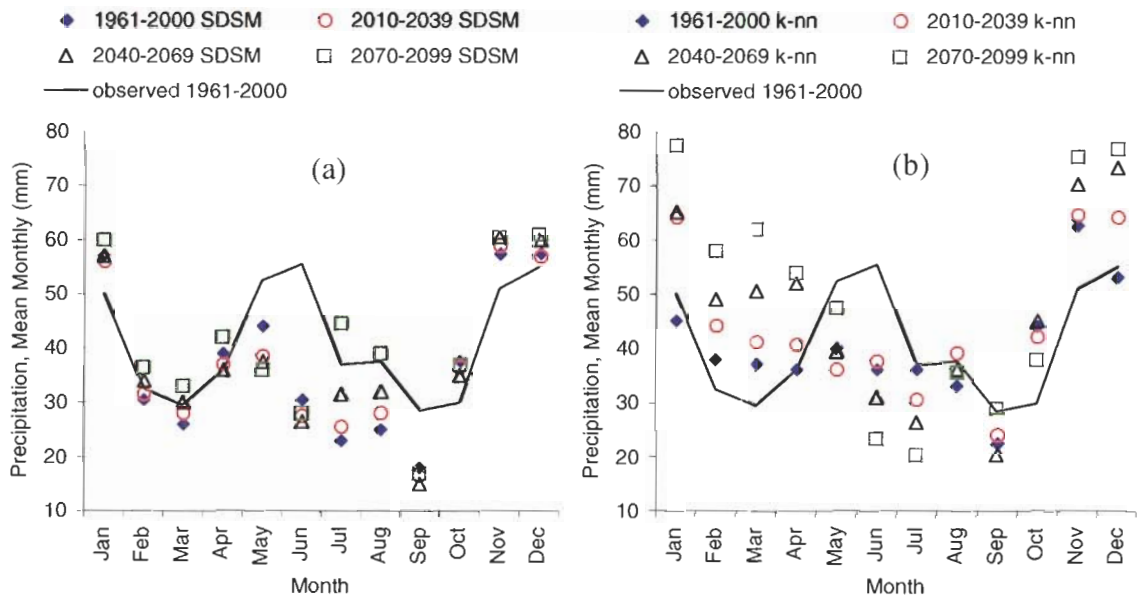 1961-2000 SDSM 2010-2039 SDSM
2040-2069 SDSM 2070-2099 SDSM
observed 1961-2000
(a)
Precipitation, Mean Monthly (mm)
80
70
60
50
40
30
20
10
Jan Feb Mar Apr May Jun Jul Aug Sep Oct Nov Dec
Month
1961-2000 k-nn 2010-2039 k-nn
2040-2069 k-nn 2070-2099 k-nn
observed 1961-2000
(b)
Precipitation, Mean Monthly (mm)
80
70
60
50
40
30
20
10
Jan Feb Mar Apr May Jun Jul Aug Sep Oct Nov Dec
Month